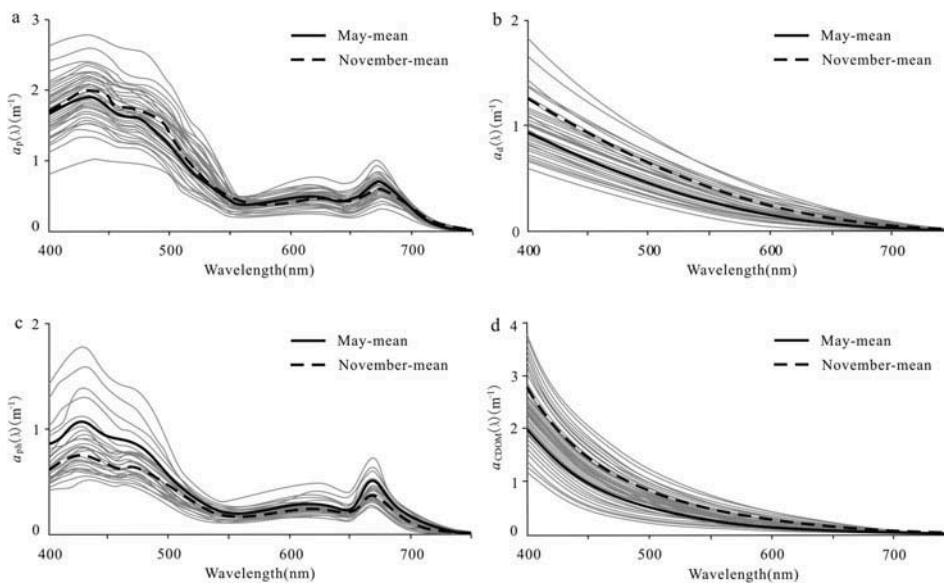 a
3
2
1
0
400
500
600
700
Wavelength(nm)
a_p(λ)(m⁻¹)
May-mean
November-mean
b
2
1
0
400
500
600
700
Wavelength(nm)
a_d(λ)(m⁻¹)
May-mean
November-mean
c
2
1
0
400
500
600
700
Wavelength(nm)
a_ph(λ)(m⁻¹)
May-mean
November-mean
d
4
3
2
1
0
400
500
600
700
Wavelength(nm)
a_CDOM(λ)(m⁻¹)
May-mean
November-mean